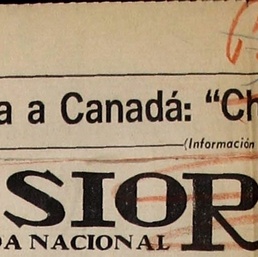 a a Canadá: “Ch
(Información
SIOR
DA NACIONAL